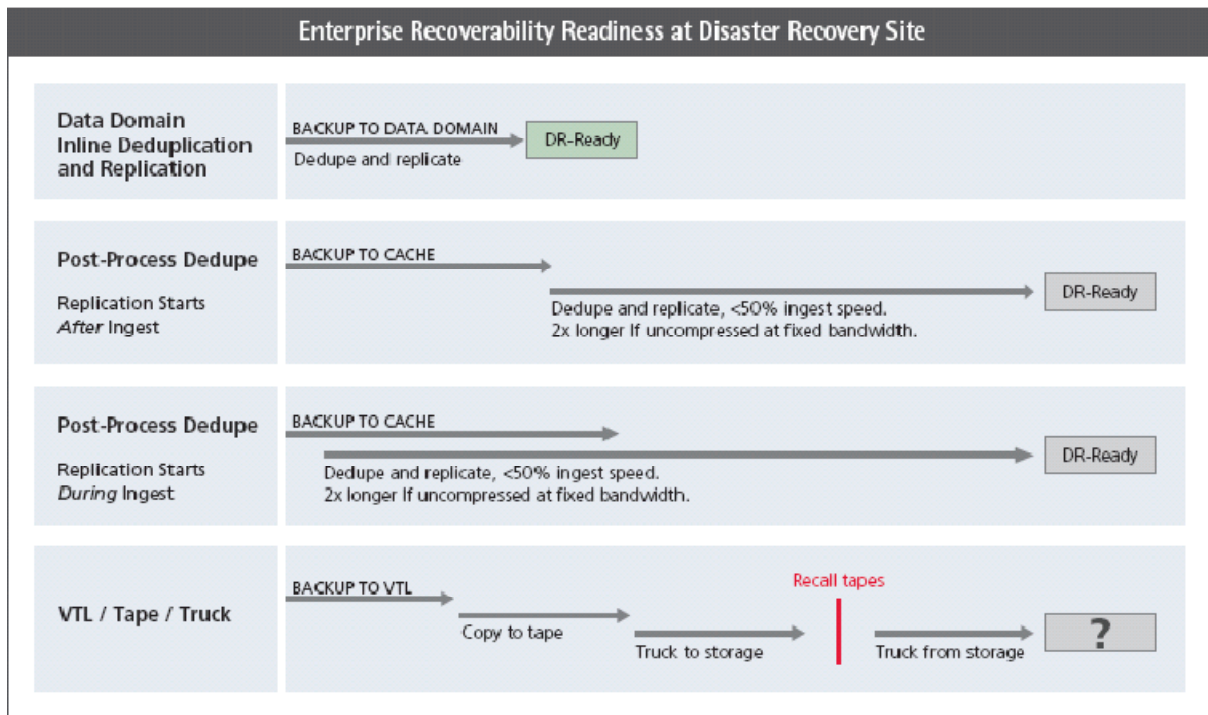 Enterprise Recoverability Readiness at Disaster Recovery Site
Data Domain
Inline Deduplication
and Replication
BACKUP TO DATA DOMAIN
Dedupe and replicate
DR-Ready
Post-Process Dedupe
Replication Starts
After Ingest
BACKUP TO CACHE
Dedupe and replicate, <50% ingest speed.
2x longer If uncompressed at fixed bandwidth.
DR-Ready
Post-Process Dedupe
Replication Starts
During Ingest
BACKUP TO CACHE
Dedupe and replicate, <50% ingest speed.
2x longer If uncompressed at fixed bandwidth.
DR-Ready
VTL / Tape / Truck
BACKUP TO VTL
Copy to tape
Truck to storage
Recall tapes
Truck from storage
?